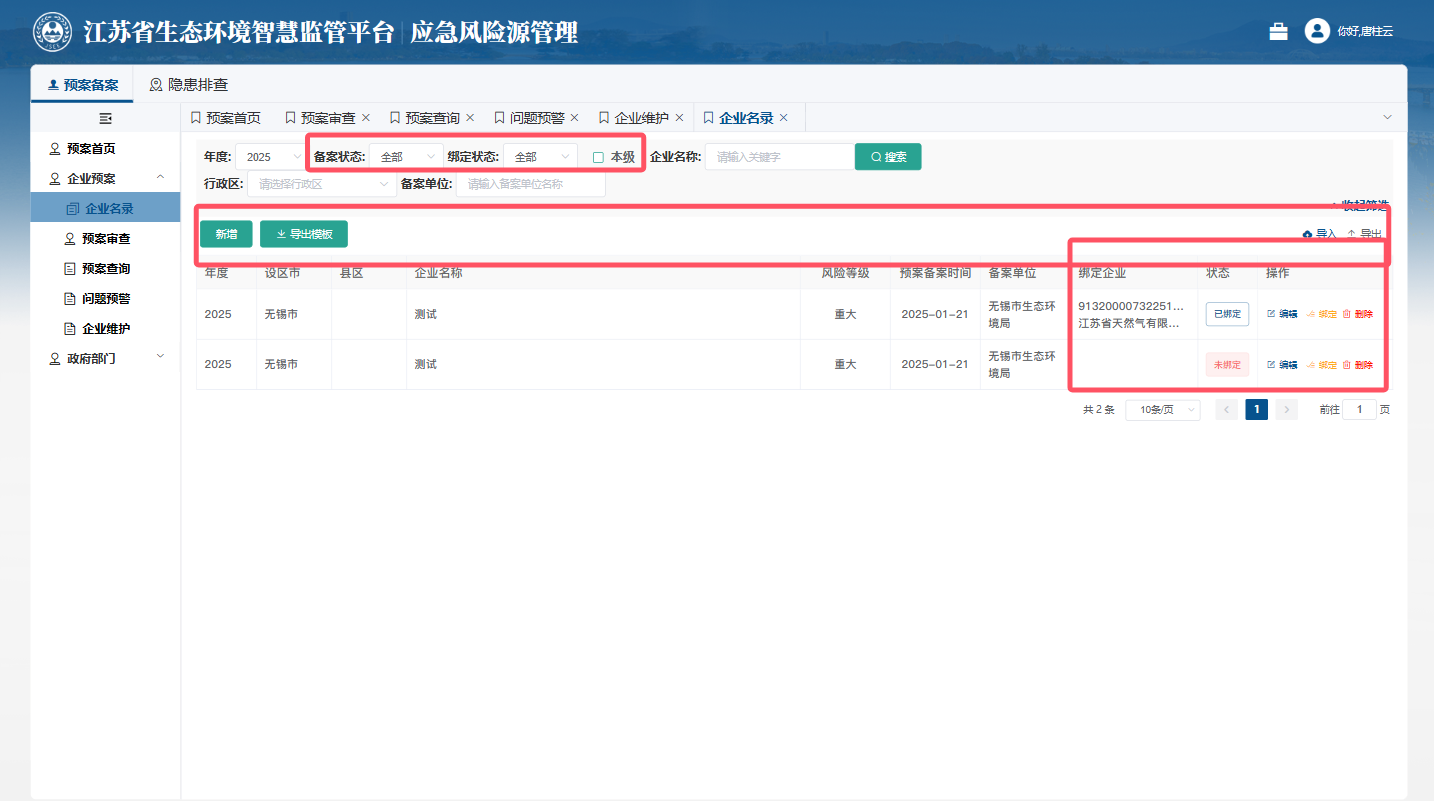 江苏省生态环境智慧监管平台 应急风险源管理
你好,唐柱云
预案备案 隐患排查
预案首页 预案审查 预案查询 问题预警 企业维护 企业名录
预案首页
企业预案
企业名录
预案审查
预案查询
问题预警
企业维护
政府部门
年度: 2025 备案状态: 全部 绑定状态: 全部 本级 企业名称: 请输入关键字 搜索
行政区: 请选择行政区 备案单位: 请输入备案单位名称
收起筛选
新增 导出模板 导入 导出
年度 设区市 县区 企业名称 风险等级 预案备案时间 备案单位 绑定企业 状态 操作
2025 无锡市 测试 重大 2025-01-21 无锡市生态环境局 91320000732251... 江苏省天然气有限... 已绑定 编辑 绑定 删除
2025 无锡市 测试 重大 2025-01-21 无锡市生态环境局 未绑定 编辑 绑定 删除
共 2 条 10条/页 1 前往 1 页